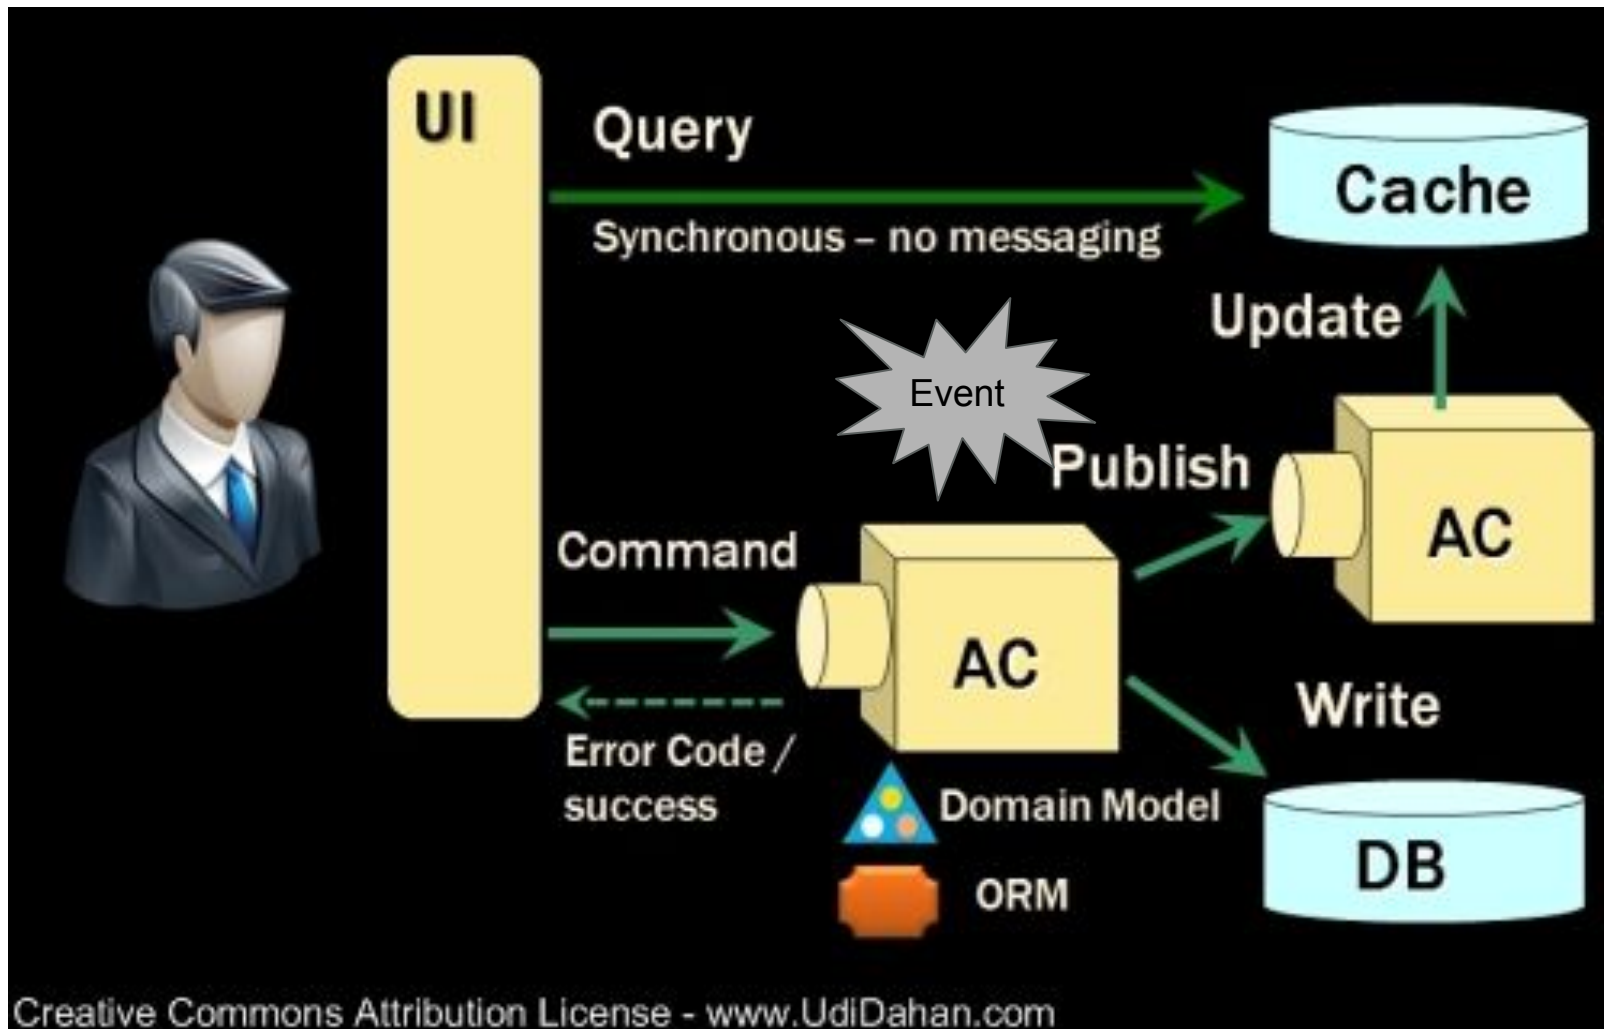 UI
Query
Cache
Synchronous – no messaging
Update
Event
Publish
AC
Command
AC
Write
Error Code /
success
Domain Model
DB
ORM
Creative Commons Attribution License - www.UdiDahan.com